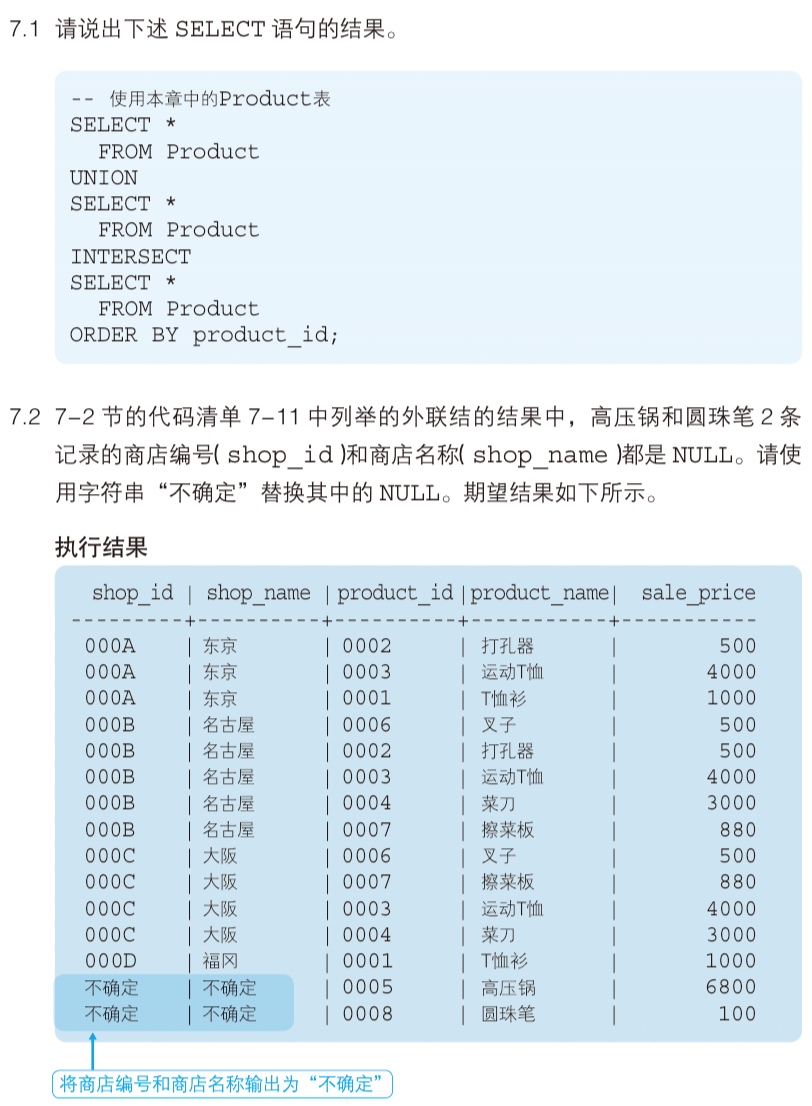 7.1 请说出下述 SELECT 语句的结果。
-- 使用本章中的Product表
SELECT *
  FROM Product
UNION
SELECT *
  FROM Product
INTERSECT
SELECT *
  FROM Product
ORDER BY product_id;
7.2 7-2 节的代码清单 7-11 中列举的外联结的结果中，高压锅和圆珠笔 2 条
记录的商店编号( shop_id )和商店名称( shop_name )都是 NULL。请使
用字符串“不确定”替换其中的 NULL。期望结果如下所示。
执行结果
shop_id | shop_name | product_id |product_name| sale_price
---------+-----------+-----------+------------+-----------
000A | 东京 | 0002 | 打孔器 | 500
000A | 东京 | 0003 | 运动T恤 | 4000
000A | 东京 | 0001 | T恤衫 | 1000
000B | 名古屋 | 0006 | 叉子 | 500
000B | 名古屋 | 0002 | 打孔器 | 500
000B | 名古屋 | 0003 | 运动T恤 | 4000
000B | 名古屋 | 0004 | 菜刀 | 3000
000B | 名古屋 | 0007 | 擦菜板 | 880
000C | 大阪 | 0006 | 叉子 | 500
000C | 大阪 | 0007 | 擦菜板 | 880
000C | 大阪 | 0003 | 运动T恤 | 4000
000C | 大阪 | 0004 | 菜刀 | 3000
000D | 福冈 | 0001 | T恤衫 | 1000
不确定 | 不确定 | 0005 | 高压锅 | 6800
不确定 | 不确定 | 0008 | 圆珠笔 | 100
将商店编号和商店名称输出为“不确定”